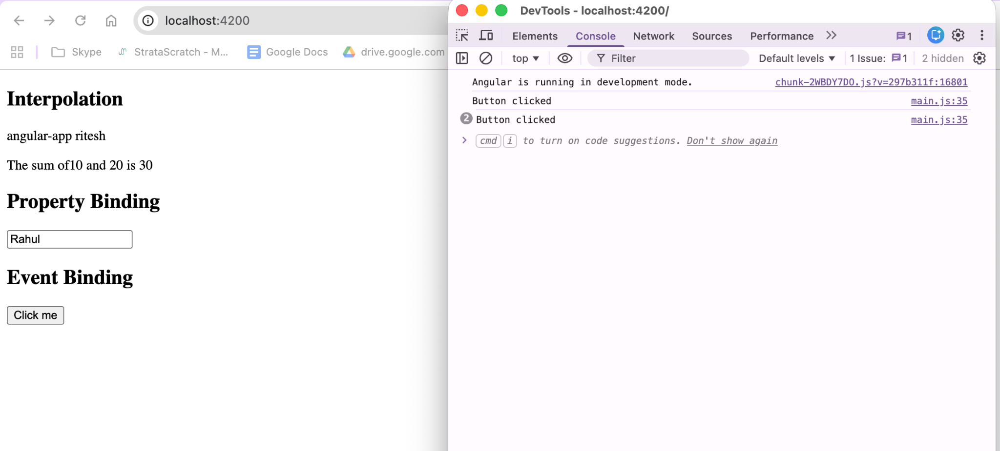 localhost:4200
Skype StrataScratch - M... Google Docs drive.google.com
Interpolation
angular-app ritesh
The sum of10 and 20 is 30
Property Binding
Rahul
Event Binding
Click me
DevTools - localhost:4200/
Elements Console Network Sources Performance 1
top Filter Default levels 1 Issue: 1 2 hidden
Angular is running in development mode. chunk-2WBDY7DO.js?v=297b311f:16801
Button clicked main.js:35
2 Button clicked main.js:35
cmd i to turn on code suggestions. Don't show again